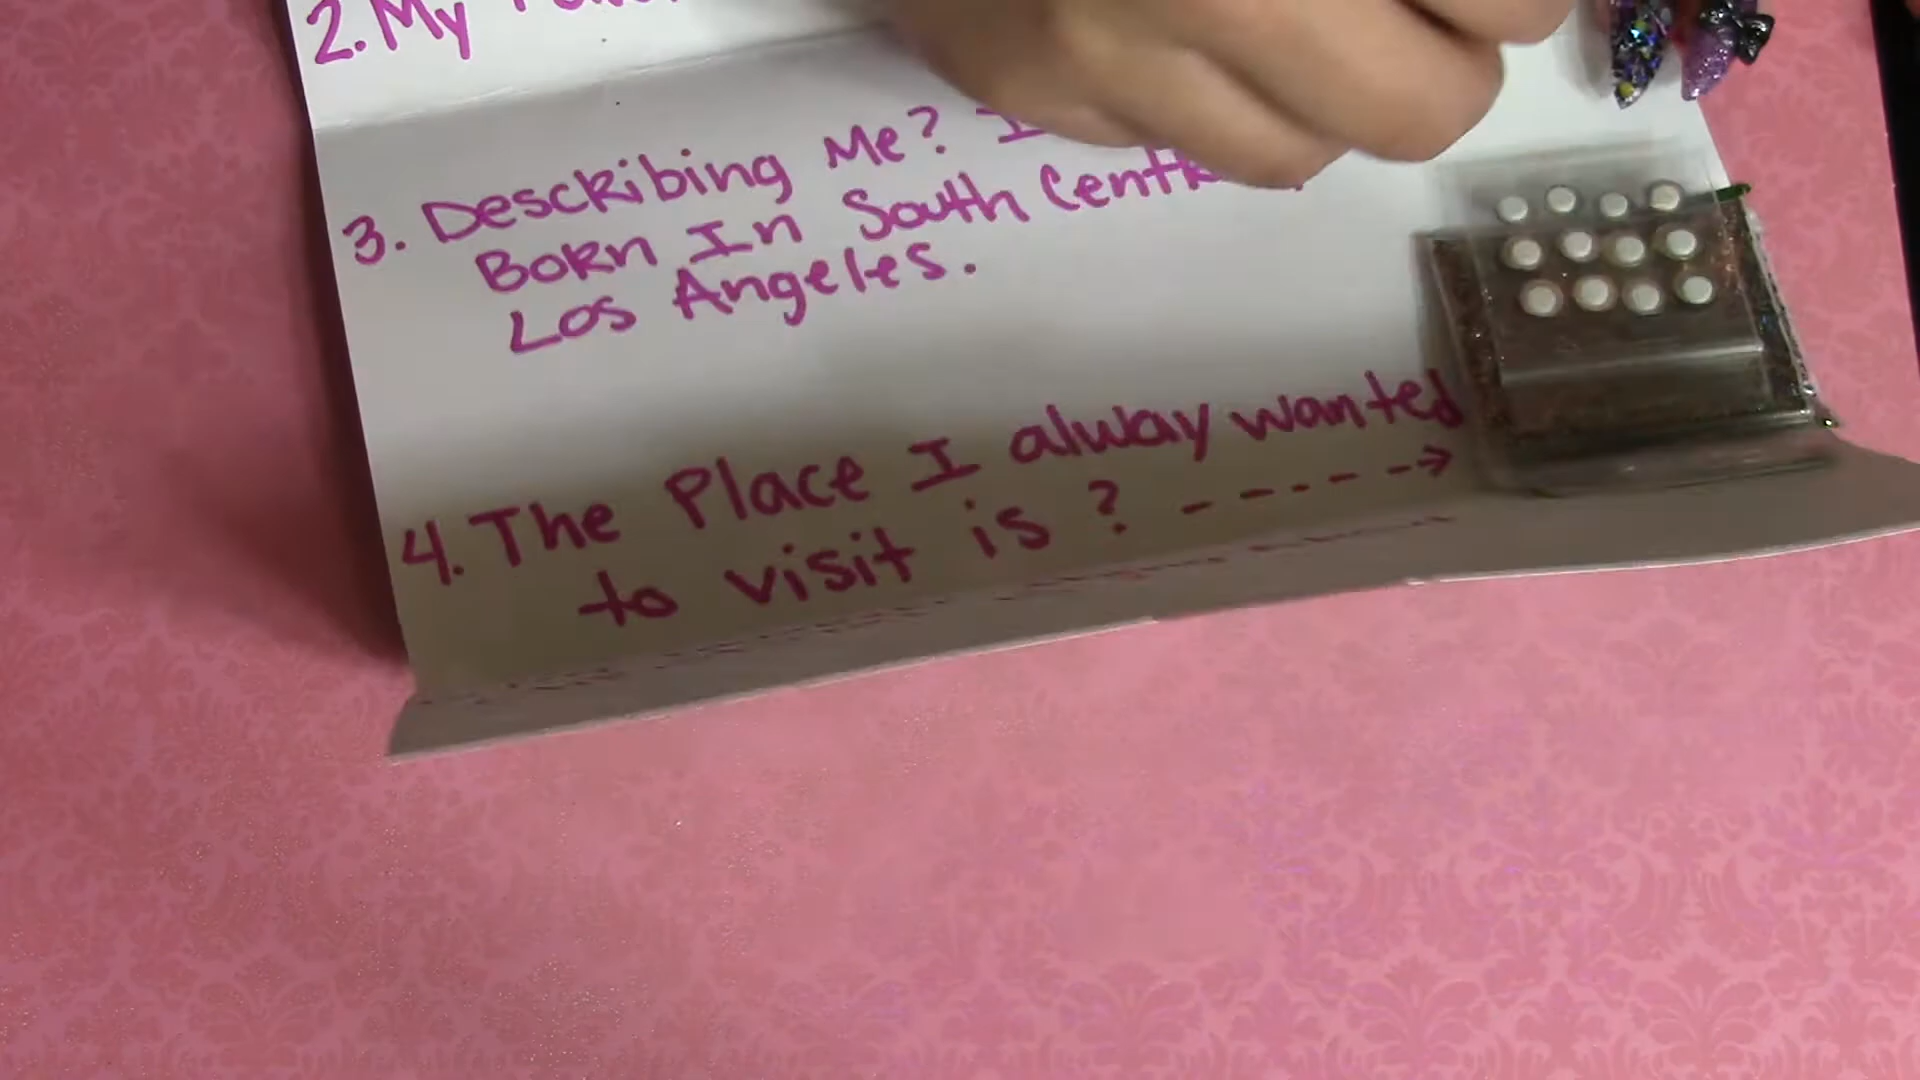 2. My
3. Describing Me? I
Born In South Centr
Los Angeles.
4. The Place I alway wanted
to visit is ? - - - - - →